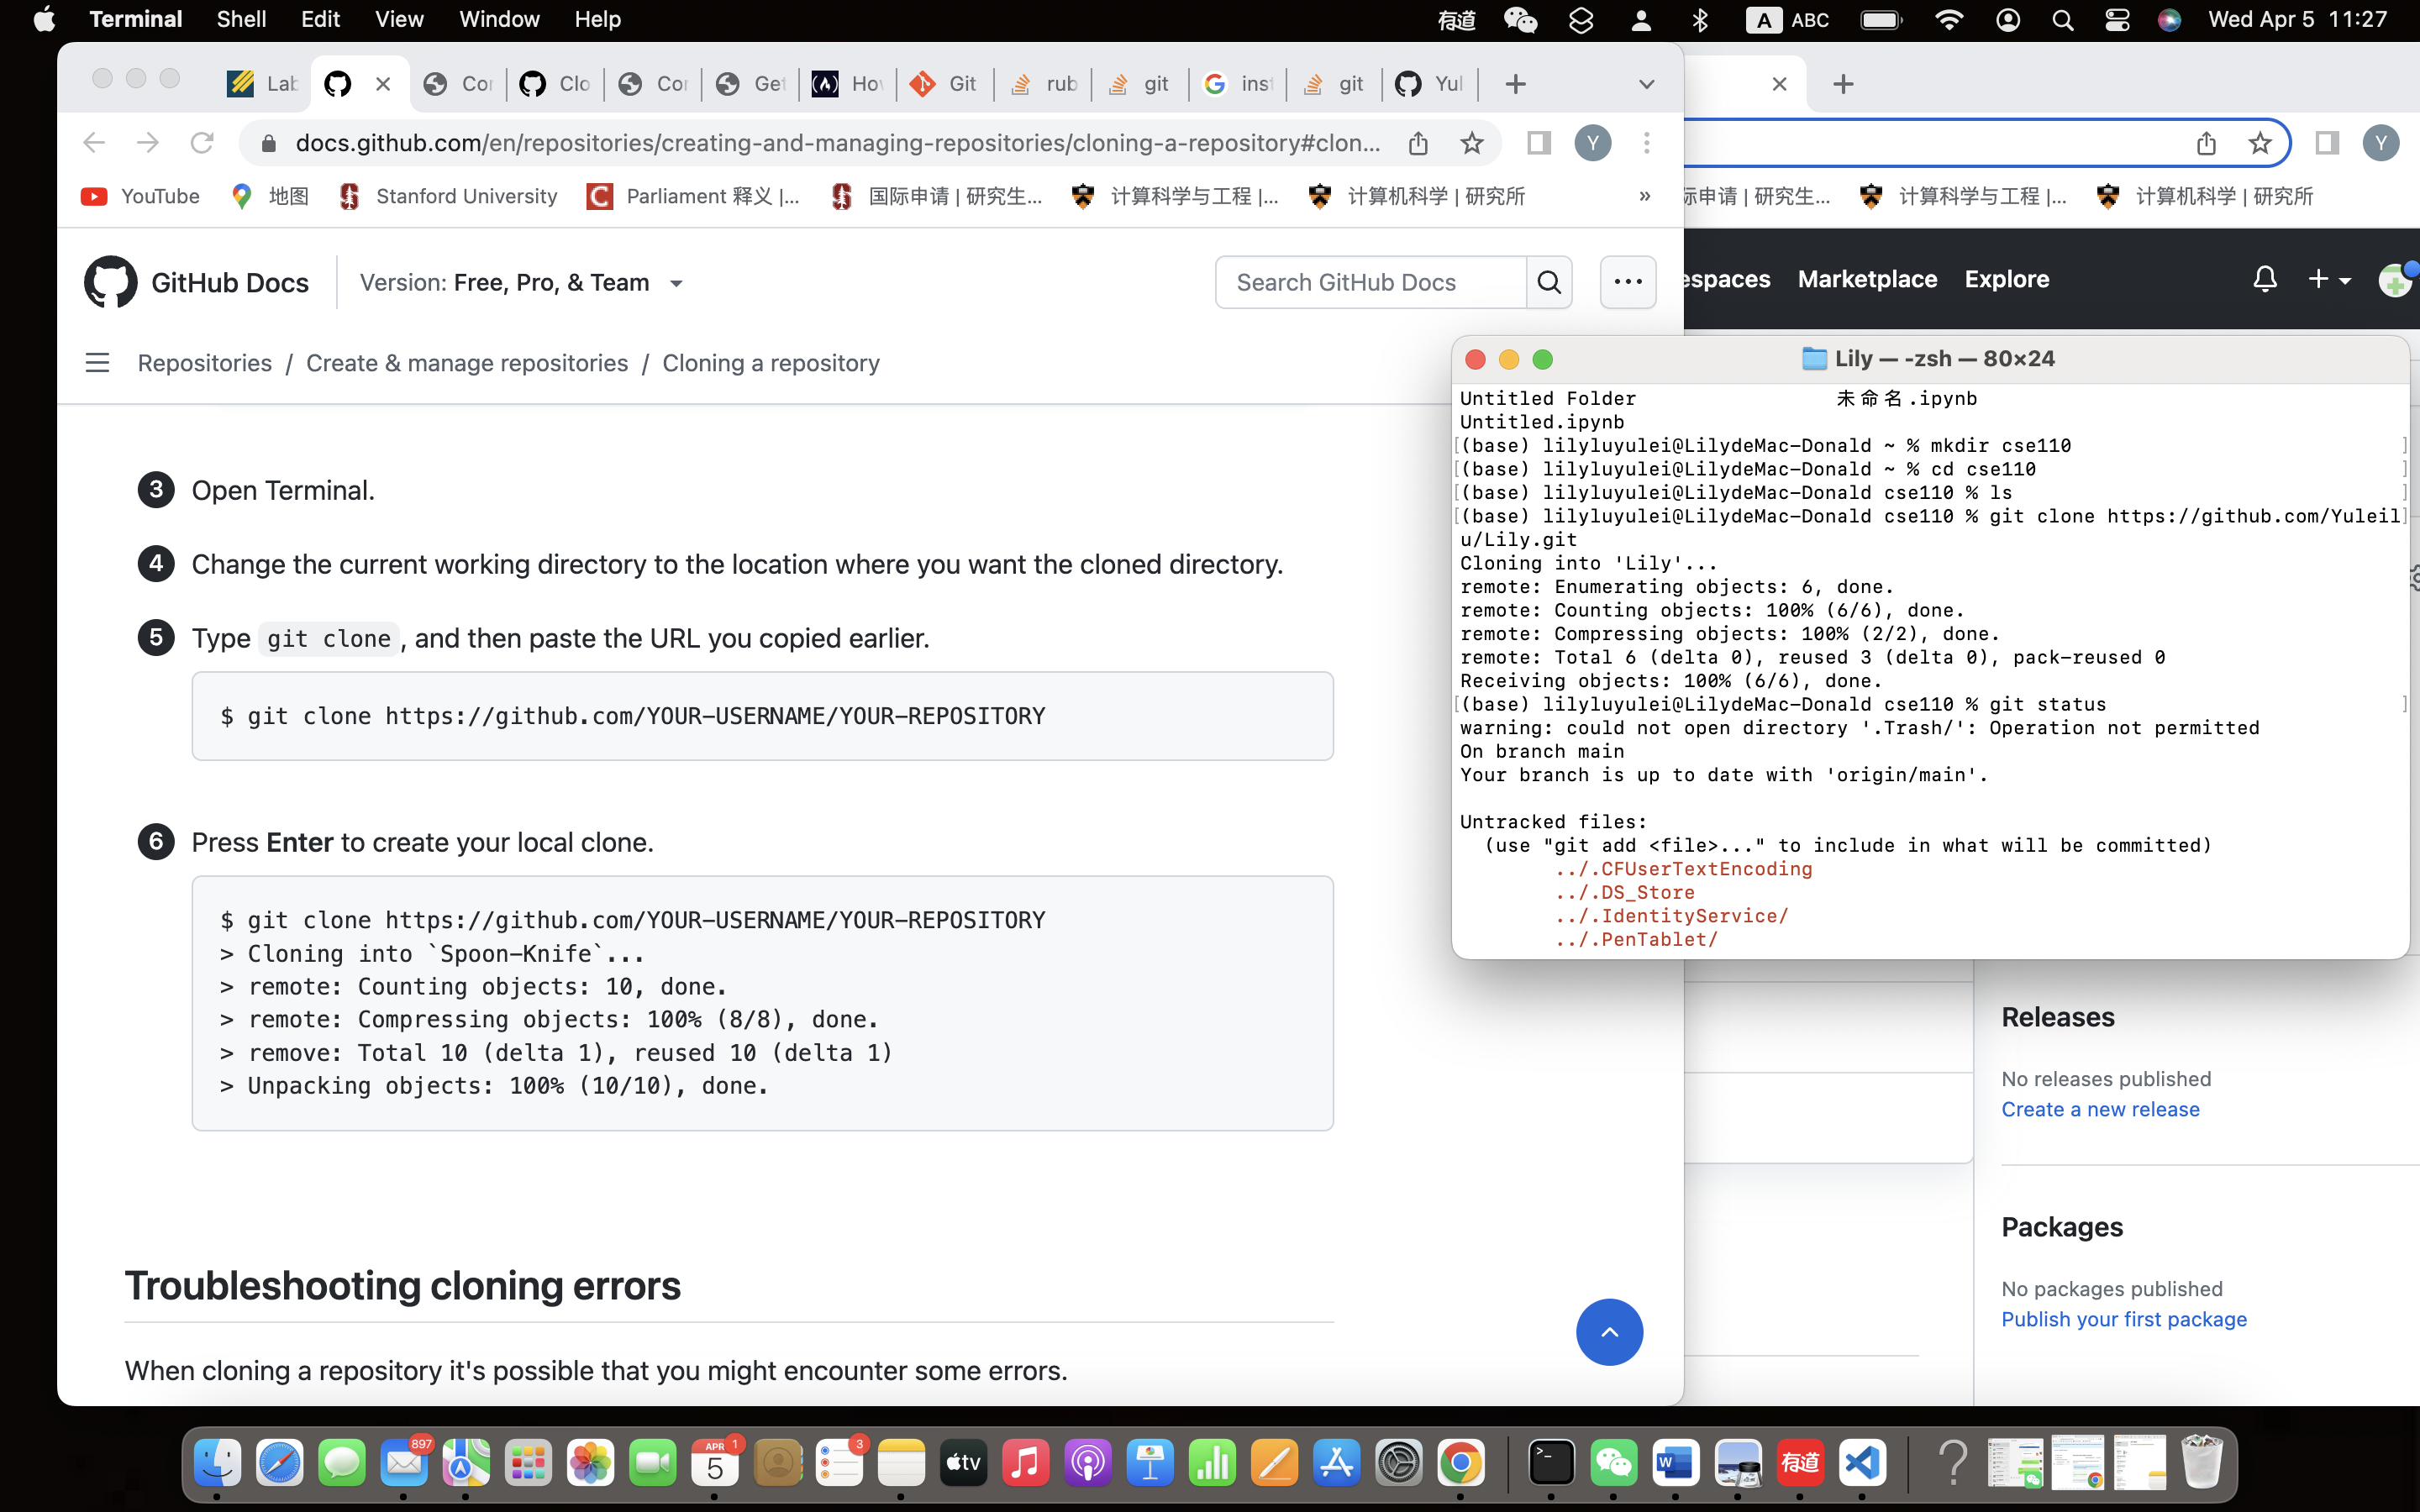 Terminal Shell Edit View Window Help 有道 A ABC Wed Apr 5 11:27
Lab Cor Clo Cor Get How Git rub git inst git Yul
docs.github.com/en/repositories/creating-and-managing-repositories/cloning-a-repository#clon... Y Y
YouTube 地图 Stanford University Parliament 释义 |... 国际申请 | 研究生... 计算科学与工程 |... 计算机科学 | 研究所 » 际申请 | 研究生... 计算科学与工程 |... 计算机科学 | 研究所
GitHub Docs Version: Free, Pro, & Team Search GitHub Docs
espaces Marketplace Explore
Repositories / Create & manage repositories / Cloning a repository
3 Open Terminal.
4 Change the current working directory to the location where you want the cloned directory.
5 Type git clone, and then paste the URL you copied earlier.
$ git clone https://github.com/YOUR-USERNAME/YOUR-REPOSITORY
6 Press Enter to create your local clone.
$ git clone https://github.com/YOUR-USERNAME/YOUR-REPOSITORY
> Cloning into `Spoon-Knife`...
> remote: Counting objects: 10, done.
> remote: Compressing objects: 100% (8/8), done.
> remove: Total 10 (delta 1), reused 10 (delta 1)
> Unpacking objects: 100% (10/10), done.
Troubleshooting cloning errors
When cloning a repository it's possible that you might encounter some errors.
Lily — -zsh — 80×24
Untitled Folder 未命名.ipynb
Untitled.ipynb
[(base) lilyluyulei@LilydeMac-Donald ~ % mkdir cse110 ]
[(base) lilyluyulei@LilydeMac-Donald ~ % cd cse110 ]
[(base) lilyluyulei@LilydeMac-Donald cse110 % ls ]
[(base) lilyluyulei@LilydeMac-Donald cse110 % git clone https://github.com/Yuleil]
u/Lily.git
Cloning into 'Lily'...
remote: Enumerating objects: 6, done.
remote: Counting objects: 100% (6/6), done.
remote: Compressing objects: 100% (2/2), done.
remote: Total 6 (delta 0), reused 3 (delta 0), pack-reused 0
Receiving objects: 100% (6/6), done.
[(base) lilyluyulei@LilydeMac-Donald cse110 % git status ]
warning: could not open directory '.Trash/': Operation not permitted
On branch main
Your branch is up to date with 'origin/main'.
Untracked files:
(use "git add <file>..." to include in what will be committed)
../.CFUserTextEncoding
../.DS_Store
../.IdentityService/
../.PenTablet/
Releases
No releases published
Create a new release
Packages
No packages published
Publish your first package
897 APR 5 1 3 tv >_ W 有道 ?